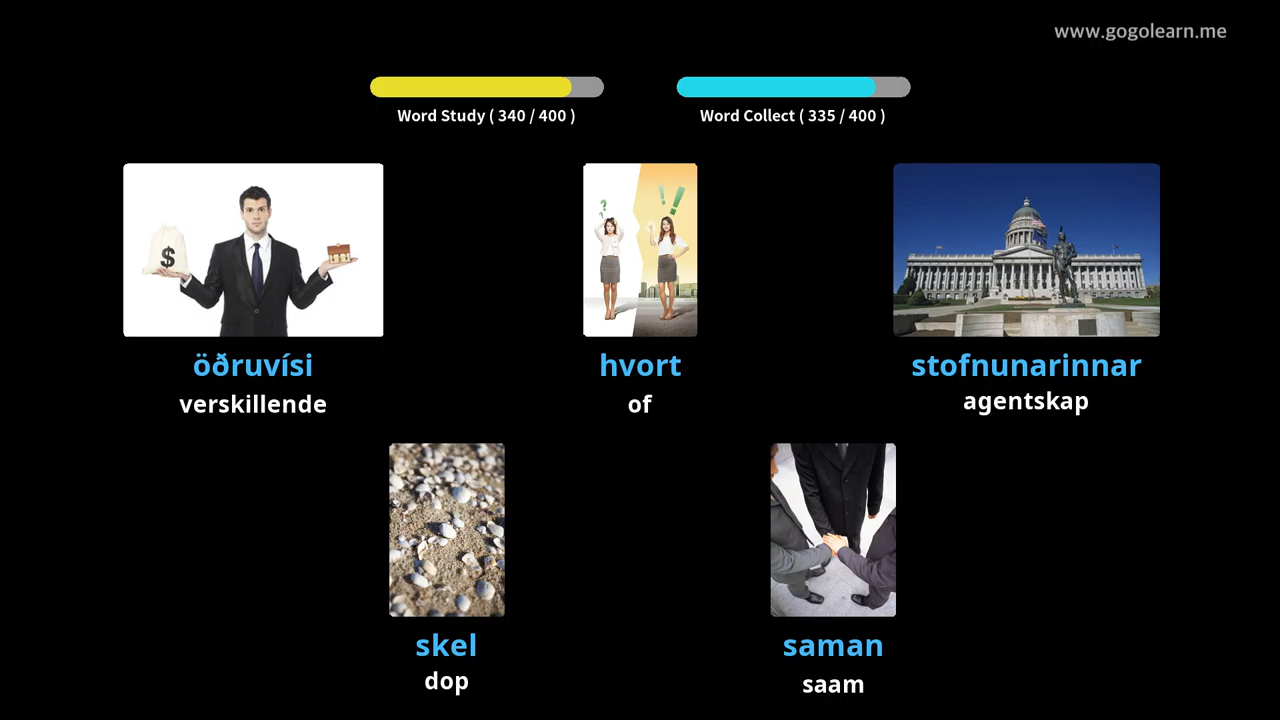 www.gogolearn.me
Word Study ( 340 / 400 )
Word Collect ( 335 / 400 )
$
öðruvísi
verskillende
hvort
of
stofnunarinnar
agentskap
skel
dop
saman
saam